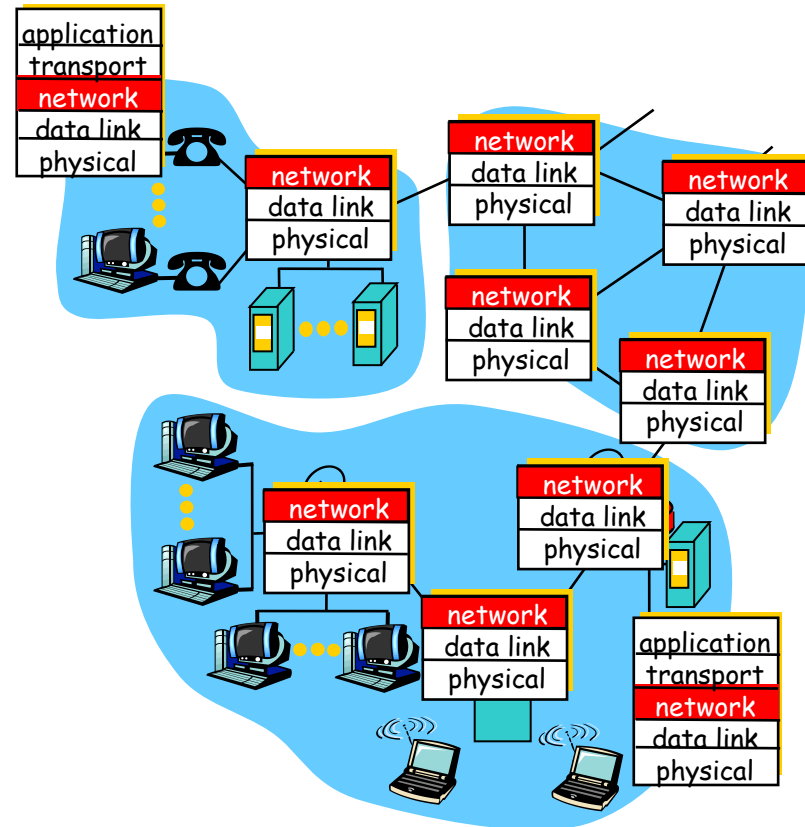 application
transport
network
data link
physical
network
data link
physical
network
data link
physical
network
data link
physical
network
data link
physical
network
data link
physical
network
data link
physical
network
data link
physical
network
data link
physical
application
transport
network
data link
physical